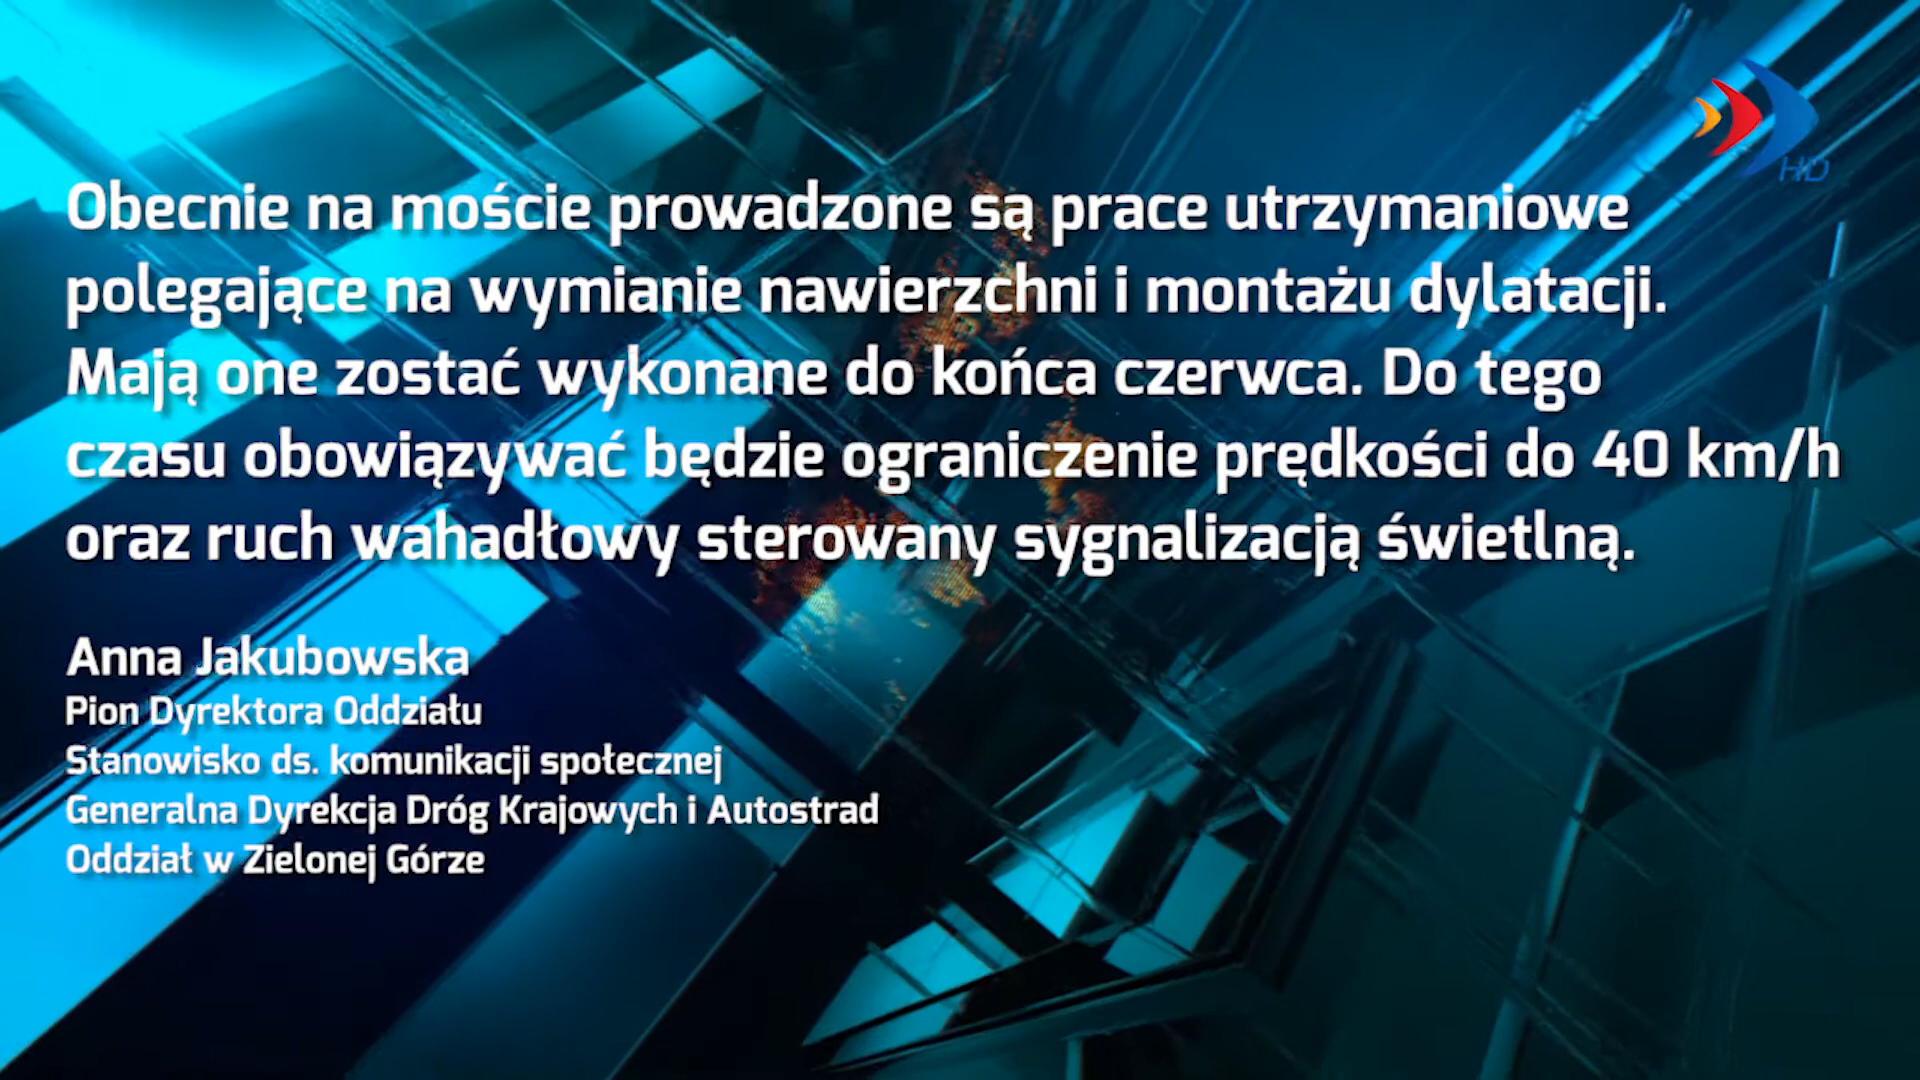 HD
Obecnie na moście prowadzone są prace utrzymaniowe
polegające na wymianie nawierzchni i montażu dylatacji.
Mają one zostać wykonane do końca czerwca. Do tego
czasu obowiązywać będzie ograniczenie prędkości do 40 km/h
oraz ruch wahadłowy sterowany sygnalizacją świetlną.
Anna Jakubowska
Pion Dyrektora Oddziału
Stanowisko ds. komunikacji społecznej
Generalna Dyrekcja Dróg Krajowych i Autostrad
Oddział w Zielonej Górze